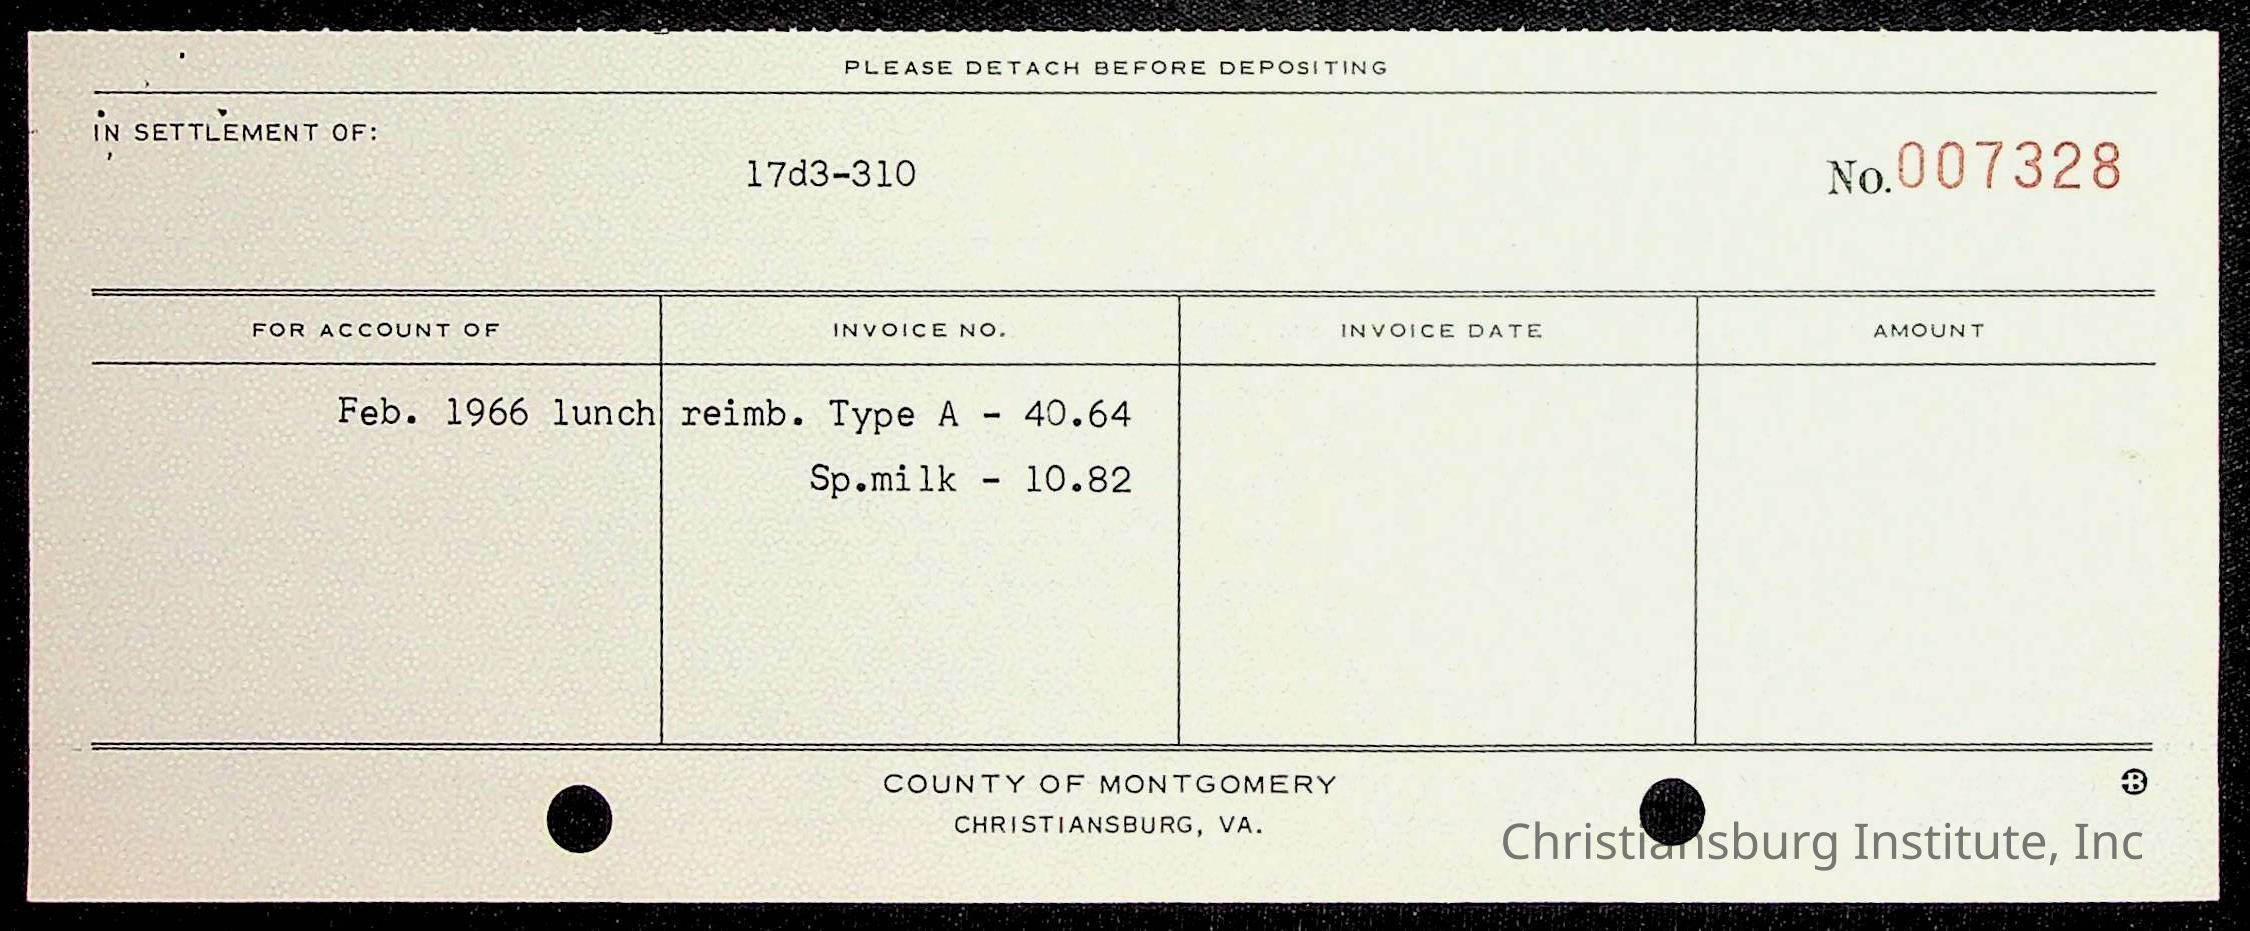 PLEASE DETACH BEFORE DEPOSITING
IN SETTLEMENT OF:
17d3-310
No. 007328
FOR ACCOUNT OF INVOICE NO. INVOICE DATE AMOUNT
Feb. 1966 lunch reimb. Type A - 40.64
Sp.milk - 10.82
COUNTY OF MONTGOMERY
CHRISTIANSBURG, VA.
B
Christiansburg Institute, Inc